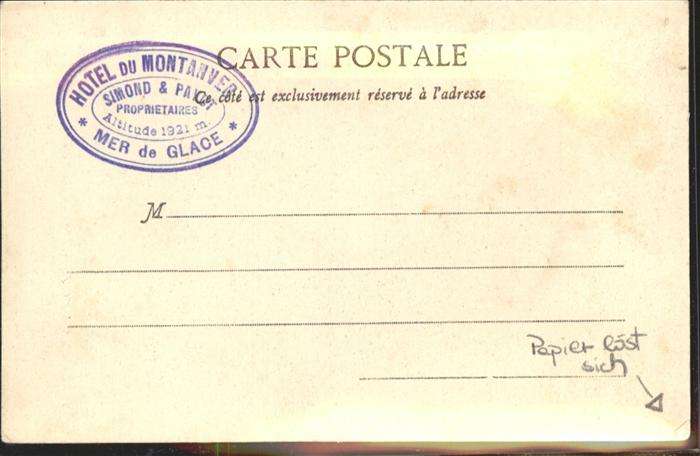 CARTE POSTALE
Ce côté est exclusivement réservé à l'adresse
HOTEL DU MONTANVERT
SIMOND & PAYOT
PROPRIÉTAIRES
Altitude 1921 m.
* MER de GLACE *
M
Papier löst
sich